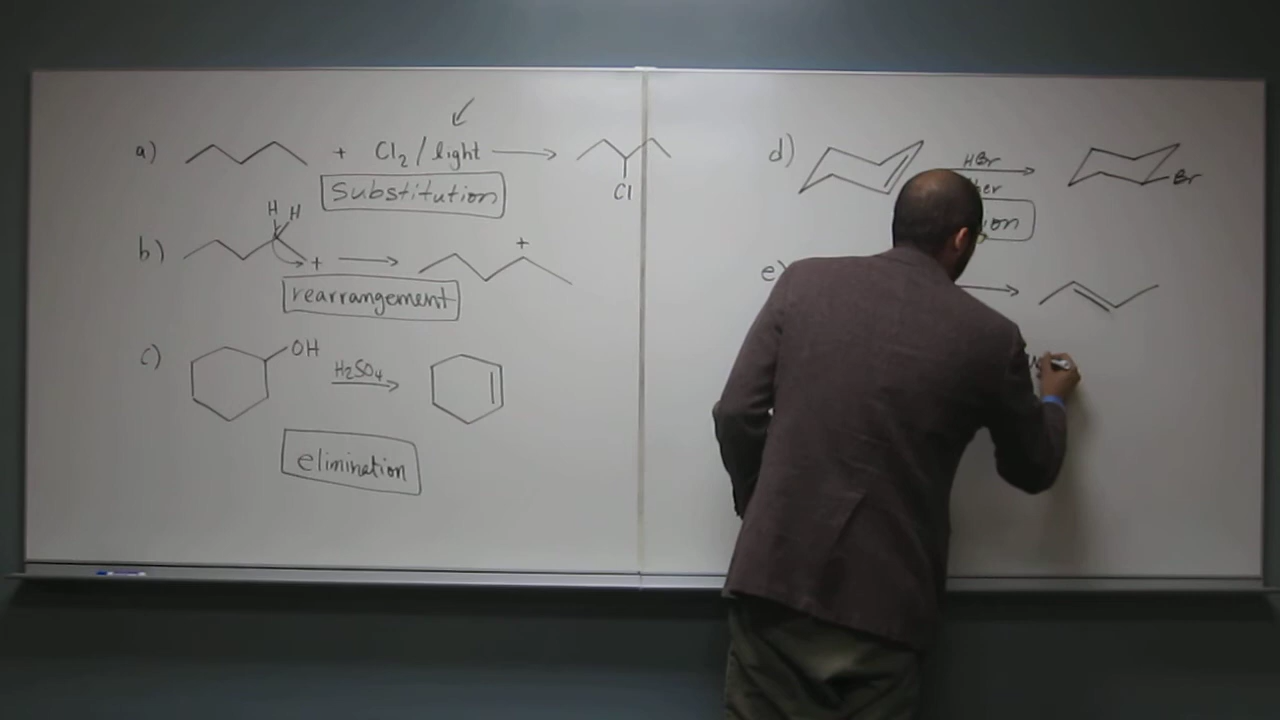 a) + Cl2 / light
Substitution
Cl
b) H H + +
rearrangement
c) OH H2SO4
elimination
d) HBr Br
e)